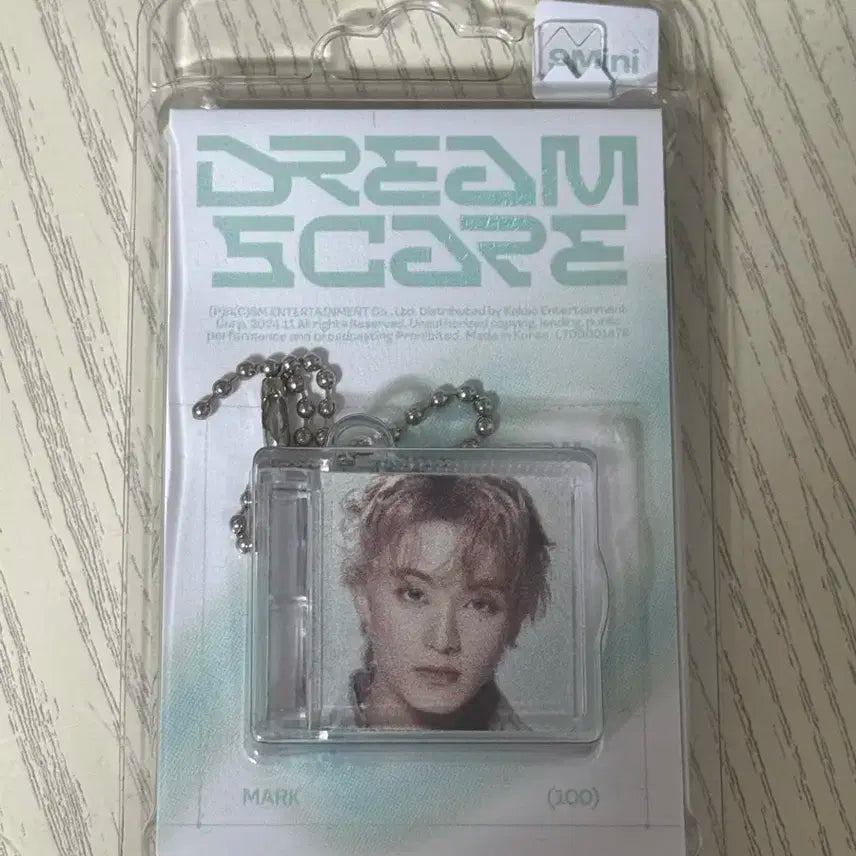 SMini
DREAM
SCAPE
(P)&(C)SM ENTERTAINMENT Co., Ltd. Distributed by Kakao Entertainment
Corp. 2024.11 All rights Reserved. Unauthorized copying, lending, public
performance and broadcasting Prohibited. Made in Korea.
MARK
(100)